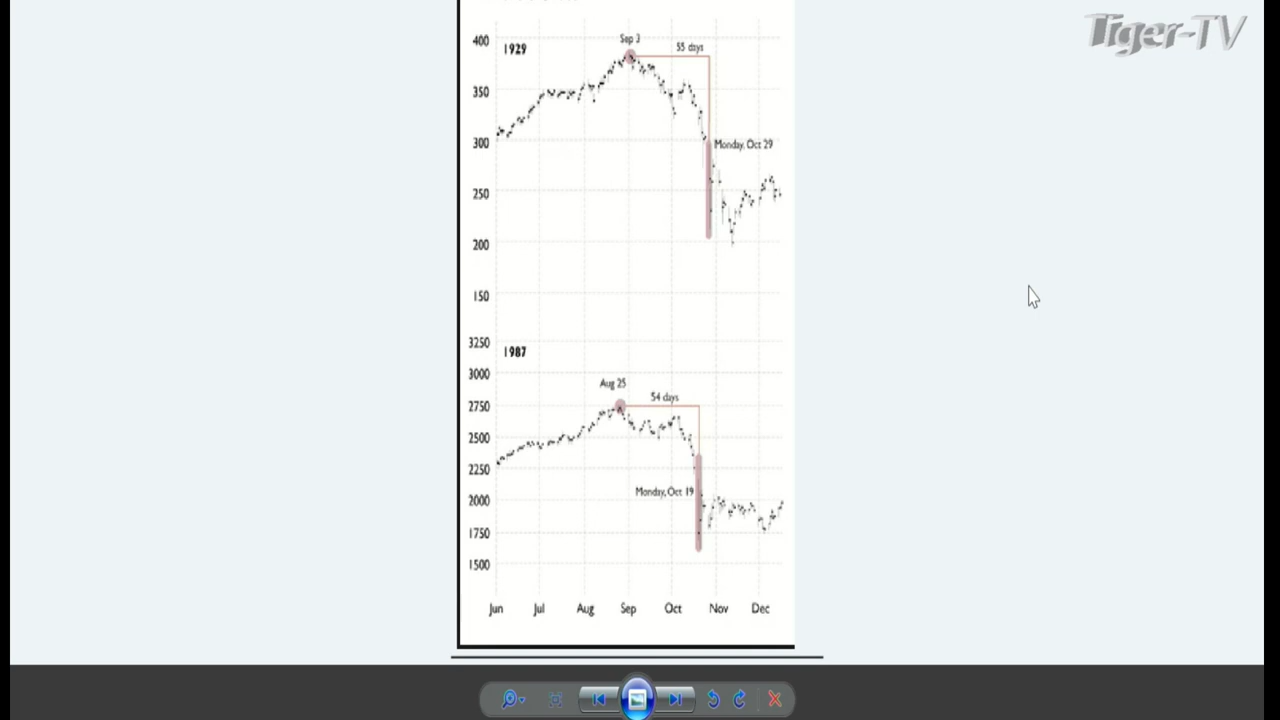 Tiger-TV
400
1929
Sep 3
55 days
350
300
Monday, Oct 29
250
200
150
3250
1987
3000
Aug 25
54 days
2750
2500
2250
Monday, Oct 19
2000
1750
1500
Jun Jul Aug Sep Oct Nov Dec